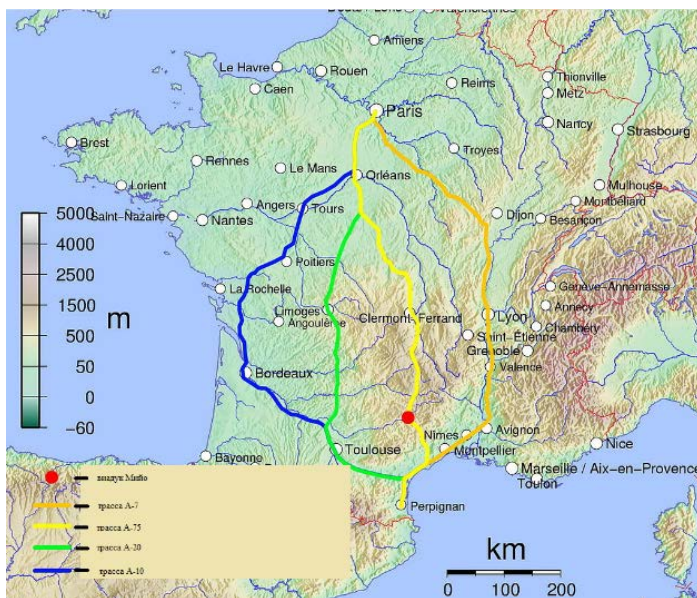 Amiens
Le Havre
Rouen
Caen
Reims
Thionville
Metz
Paris
Nancy
Strasbourg
Brest
Rennes
Le Mans
Troyes
Orléans
Lorient
Mulhouse
Montbéliard
Angers
Tours
Dijon
Besançon
5000
Saint-Nazaire
Nantes
4000
2500
Poitiers
1500
La Rochelle
Genève-Annemasse
Annecy
m
500
Limoges
Angoulême
Clermont-Ferrand
Lyon
Chambéry
50
Saint-Étienne
Grenoble
0
Bordeaux
Valence
-60
Avignon
Nîmes
Montpellier
Nice
Bayonne
Toulouse
Marseille / Aix-en-Provence
Toulon
виадук Мийо
трасса А-7
Perpignan
трасса А-75
трасса А-20
km
трасса А-10
0 100 200